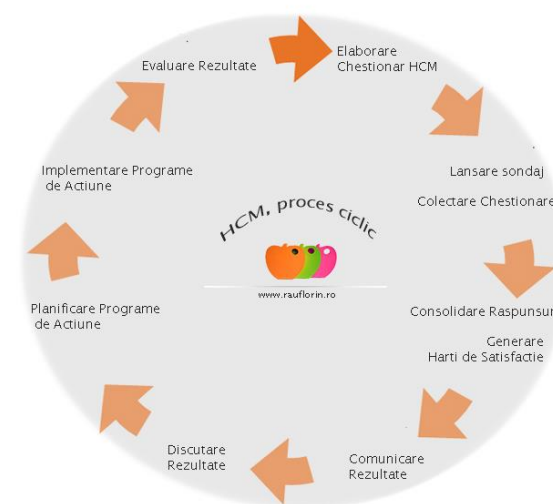 Elaborare
Chestionar HCM
Lansare sondaj
Colectare Chestionare
Consolidare Raspunsur
Generare
Harti de Satisfactie
Comunicare
Rezultate
Discutare
Rezultate
Planificare Programe
de Actiune
Implementare Programe
de Actiune
Evaluare Rezultate
HCM, proces ciclic
www.rauflorin.ro